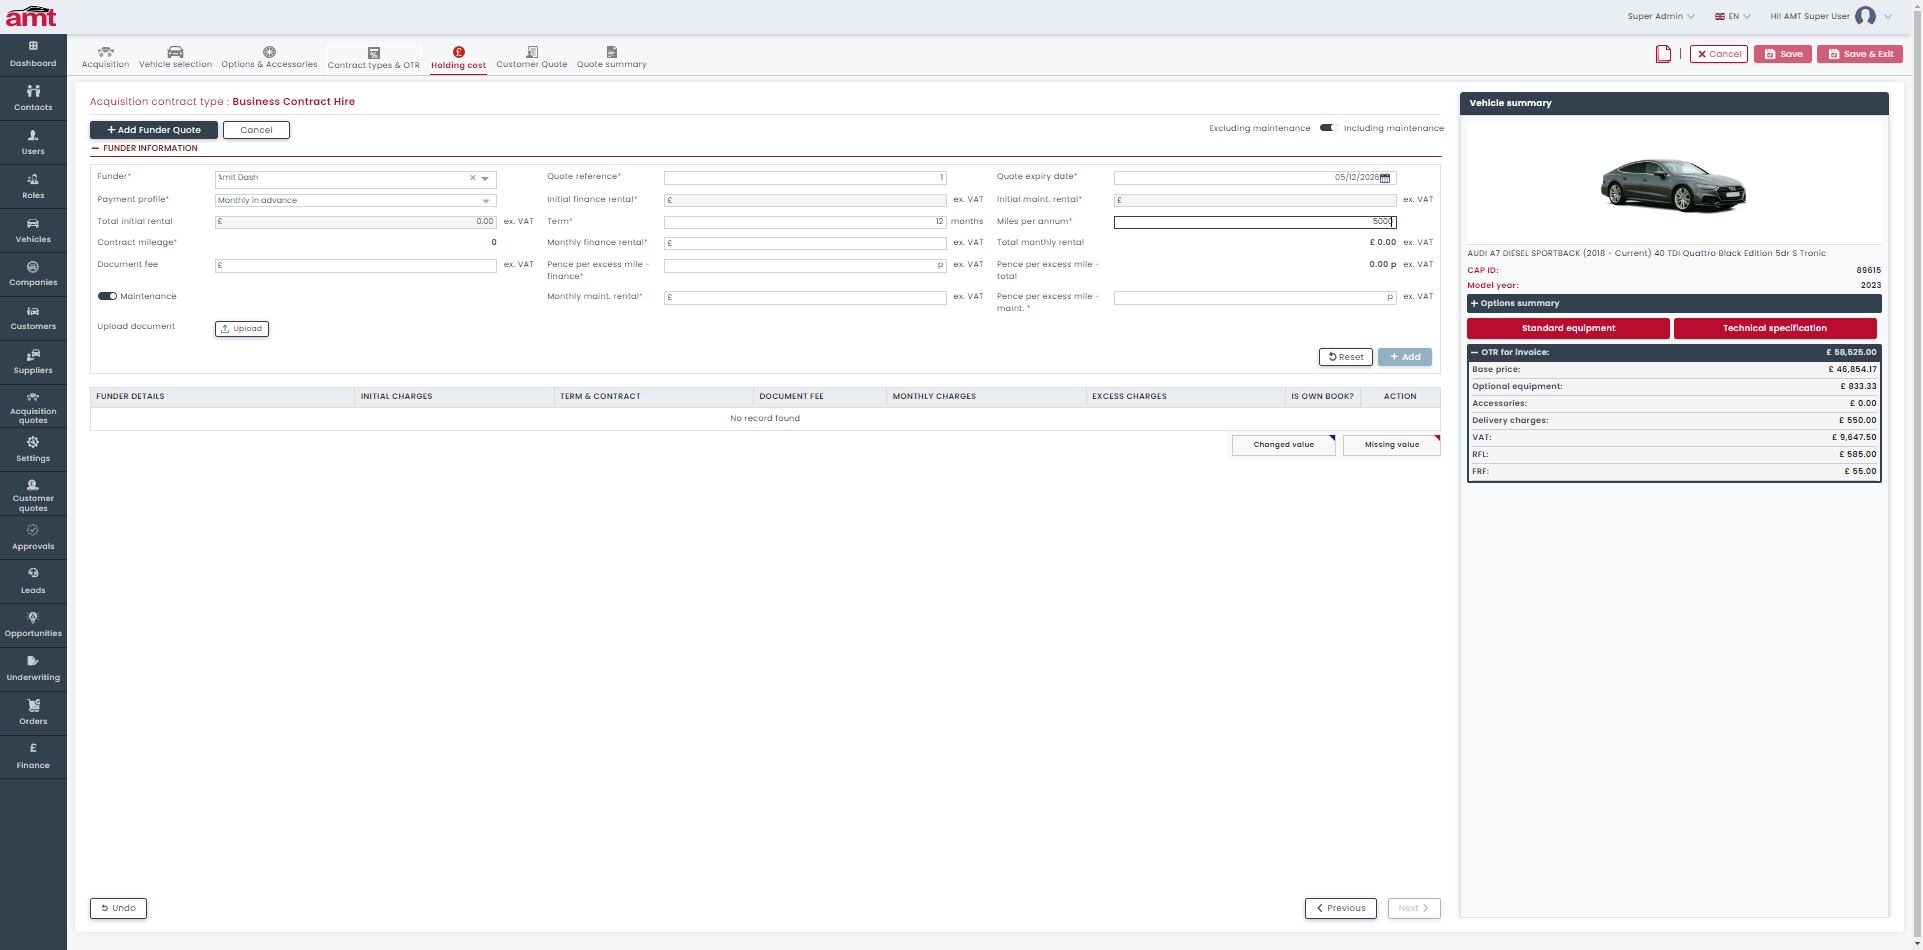 amt
Super Admin
EN
Hi! AMT Super User
Dashboard
Contacts
Users
Roles
Vehicles
Companies
Customers
Suppliers
Acquisition
quotes
Settings
Customer
quotes
Approvals
Leads
Opportunities
Underwriting
Orders
£
Finance
Acquisition
Vehicle selection
Options & Accessories
Contract types & OTR
Holding cost
Customer Quote
Quote summary
Cancel
Save
Save & Exit
Acquisition contract type : Business Contract Hire
+ Add Funder Quote
Cancel
Excluding maintenance
Including maintenance
FUNDER INFORMATION
Funder*
Amit Dash
Quote reference*
1
Quote expiry date*
05/12/2026
Payment profile*
Monthly in advance
Initial finance rental*
£
ex. VAT
Initial maint. rental*
£
ex. VAT
Total initial rental
£ 0.00 ex. VAT
Term*
12 months
Miles per annum*
5000
Contract mileage*
0
Monthly finance rental*
£
ex. VAT
Total monthly rental
£ 0.00 ex. VAT
Document fee
£
ex. VAT
Pence per excess mile -
finance*
p ex. VAT
Pence per excess mile -
total
0.00 p ex. VAT
Maintenance
Monthly maint. rental*
£
ex. VAT
Pence per excess mile -
maint. *
p ex. VAT
Upload document
Upload
Reset
+ Add
FUNDER DETAILS
INITIAL CHARGES
TERM & CONTRACT
DOCUMENT FEE
MONTHLY CHARGES
EXCESS CHARGES
IS OWN BOOK?
ACTION
No record found
Changed value
Missing value
Undo
Previous
Next
Vehicle summary
AUDI A7 DIESEL SPORTBACK (2018 - Current) 40 TDI Quattro Black Edition 5dr S Tronic
CAP ID: 89615
Model year: 2023
+ Options summary
Standard equipment
Technical specification
OTR for invoice: £ 58,525.00
Base price: £ 46,854.17
Optional equipment: £ 833.33
Accessories: £ 0.00
Delivery charges: £ 550.00
VAT: £ 9,647.50
RFL: £ 585.00
FRF: £ 55.00